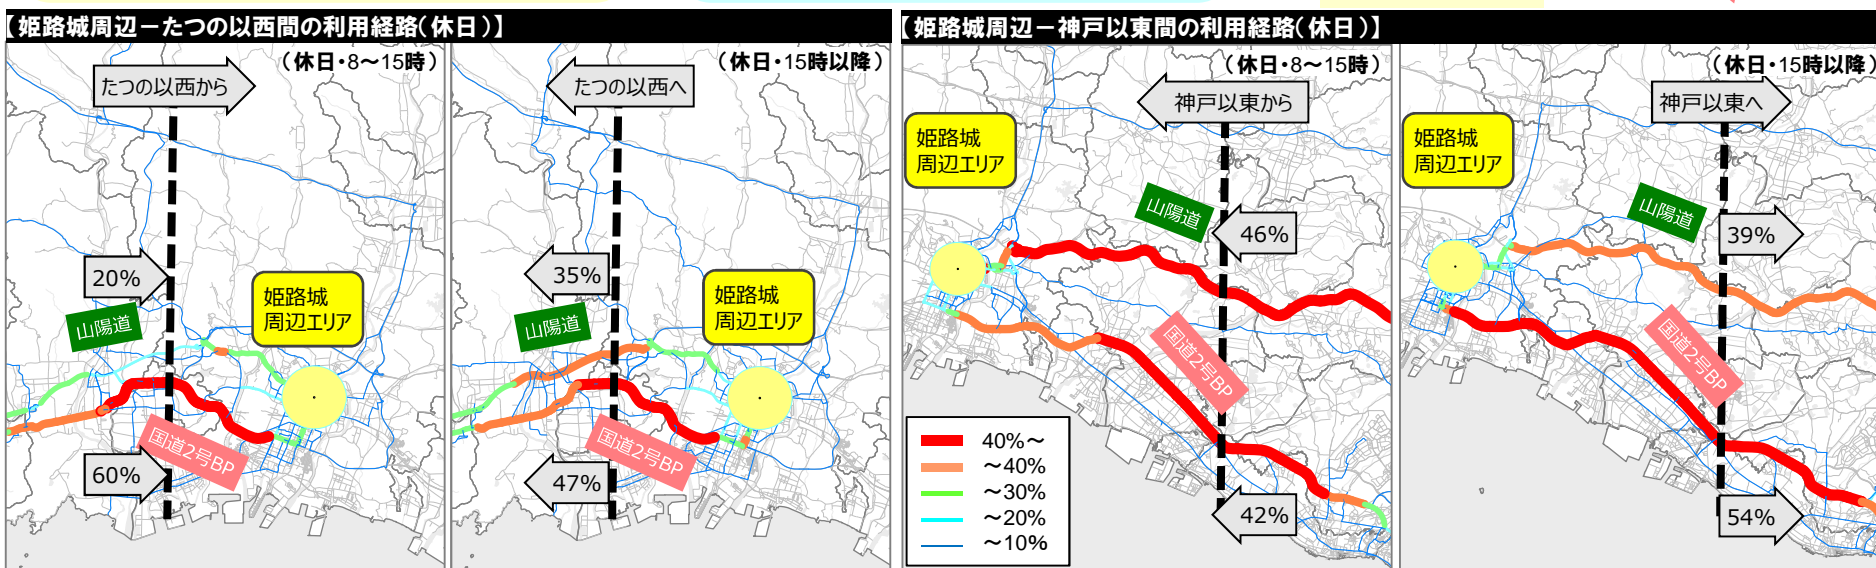 【姫路城周辺－たつの以西間の利用経路(休日)】
(休日・8～15時)
たつの以西から
20%
山陽道
姫路城
周辺エリア
国道2号BP
60%
(休日・15時以降)
たつの以西へ
35%
山陽道
姫路城
周辺エリア
国道2号BP
47%
【姫路城周辺－神戸以東間の利用経路(休日)】
(休日・8～15時)
神戸以東から
姫路城
周辺エリア
山陽道
46%
国道2号BP
40%～
～40%
～30%
～20%
～10%
42%
(休日・15時以降)
神戸以東へ
姫路城
周辺エリア
山陽道
39%
国道2号BP
54%